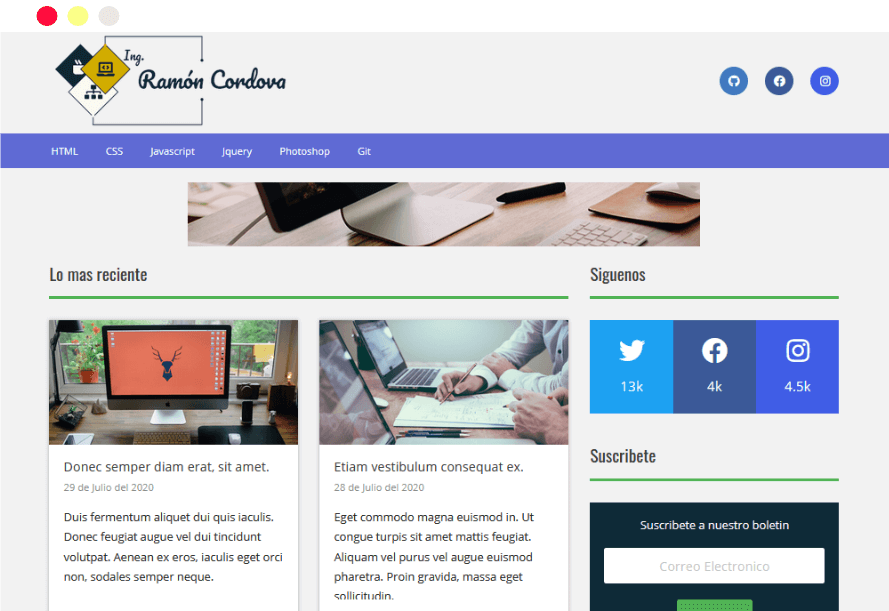 Ing.
Ramón Cordova
HTML CSS Javascript Jquery Photoshop Git
Lo mas reciente
Siguenos
13k 4k 4.5k
Donec semper diam erat, sit amet.
29 de Julio del 2020
Duis fermentum aliquet dui quis iaculis.
Donec feugiat augue vel dui tincidunt
volutpat. Aenean ex eros, iaculis eget orci
non, sodales semper neque.
Etiam vestibulum consequat ex.
28 de Julio del 2020
Eget commodo magna euismod in. Ut
congue turpis sit amet mattis feugiat.
Aliquam vel purus vel augue euismod
pharetra. Proin gravida, massa eget
sollicitudin.
Suscribete
Suscribete a nuestro boletin
Correo Electronico